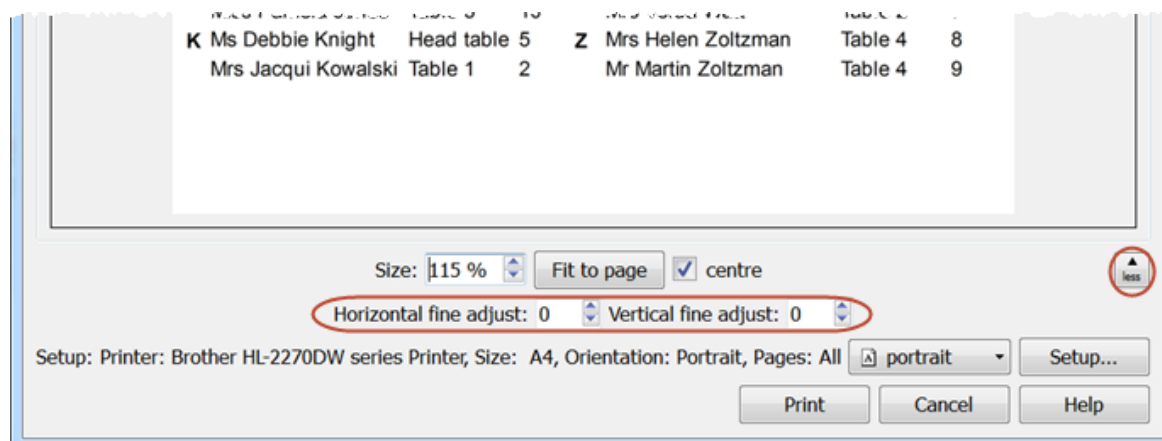 K Ms Debbie Knight Head table 5 Z Mrs Helen Zoltzman Table 4 8
Mrs Jacqui Kowalski Table 1 2 Mr Martin Zoltzman Table 4 9
Size: 115 % Fit to page centre less
Horizontal fine adjust: 0 Vertical fine adjust: 0
Setup: Printer: Brother HL-2270DW series Printer, Size: A4, Orientation: Portrait, Pages: All portrait Setup...
Print Cancel Help